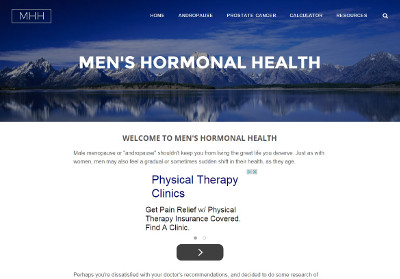 MHH
HOME ANDROPAUSE PROSTATE CANCER CALCULATOR RESOURCES
MEN'S HORMONAL HEALTH
WELCOME TO MEN'S HORMONAL HEALTH
Male menopause or "andropause" shouldn't keep you from living the great life you deserve. Just as with
women, men may also feel a gradual or sometimes sudden shift in their health, as they age.
Physical Therapy
Clinics
Get Pain Relief w/ Physical
Therapy Insurance Covered.
Find A Clinic.
Perhaps you're dissatisfied with your doctor's recommendations, and decided to do some research of